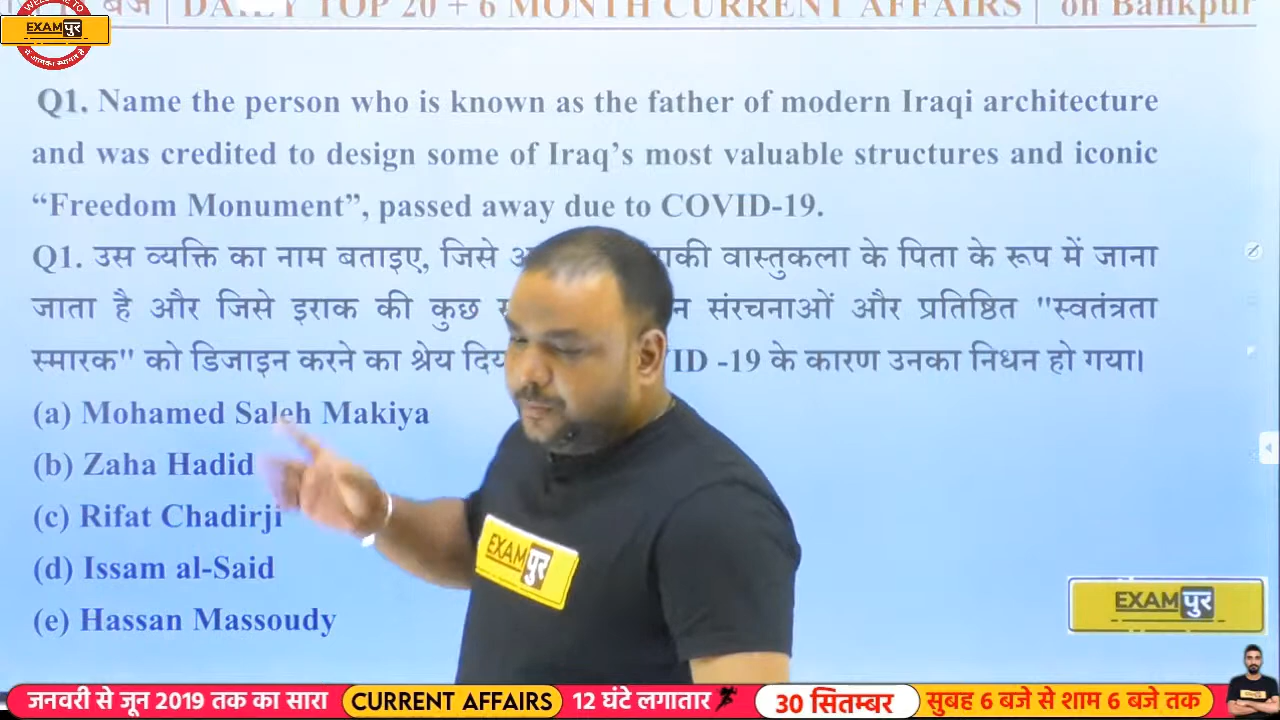 बजे | DAILY TOP 20 + 6 MONTH CURRENT AFFAIRS | on Bankpur
EXAMपुर
Q1. Name the person who is known as the father of modern Iraqi architecture
and was credited to design some of Iraq's most valuable structures and iconic
“Freedom Monument”, passed away due to COVID-19.
Q1. उस व्यक्ति का नाम बताइए, जिसे वास्तुकला के पिता के रूप में जाना
जाता है और जिसे इराक की कुछ संरचनाओं और प्रतिष्ठित "स्वतंत्रता
स्मारक" को डिजाइन करने का श्रेय -19 के कारण उनका निधन हो गया।
(a) Mohamed Saleh Makiya
(b) Zaha Hadid
(c) Rifat Chadirji
(d) Issam al-Said
(e) Hassan Massoudy
EXAMपुर
EXAMपुर
जनवरी से जून 2019 तक का सारा CURRENT AFFAIRS 12 घंटे लगातार 30 सितम्बर सुबह 6 बजे से शाम 6 बजे तक